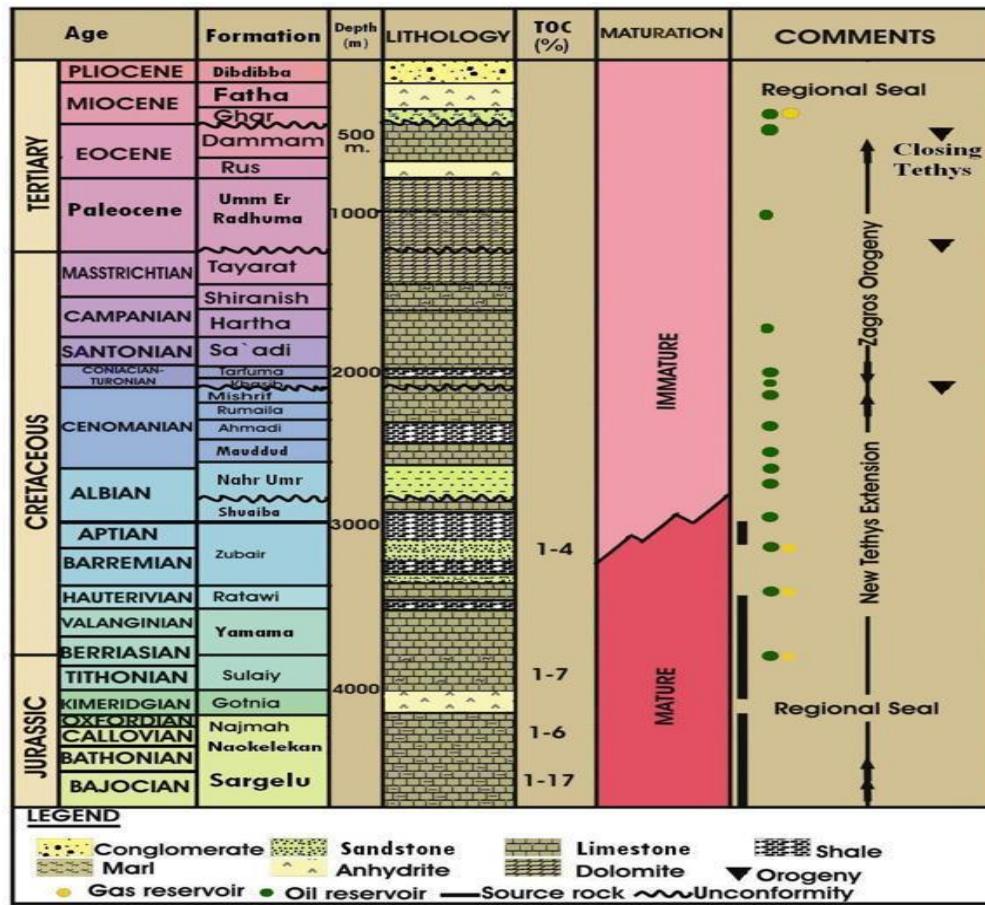 Age Formation Depth (m) LITHOLOGY TOC (%) MATURATION COMMENTS
TERTIARY
CRETACEOUS
JURASSIC
PLIOCENE
MIOCENE
EOCENE
Paleocene
MASSTRICHTIAN
CAMPANIAN
SANTONIAN
CONIACIAN-
TURONIAN
CENOMANIAN
ALBIAN
APTIAN
BARREMIAN
HAUTERIVIAN
VALANGINIAN
BERRIASIAN
TITHONIAN
KIMERIDGIAN
OXFORDIAN
CALLOVIAN
BATHONIAN
BAJOCIAN
Dibdibba
Fatha
Ghar
Dammam
Rus
Umm Er
Radhuma
Tayarat
Shiranish
Hartha
Sa`adi
Tarfuma
Khasib
Mishrif
Rumaila
Ahmadi
Mauddud
Nahr Umr
Shuaiba
Zubair
Ratawi
Yamama
Sulaiy
Gotnia
Najmah
Naokelekan
Sargelu
500
m.
1000
2000
3000
4000
1-4
1-7
1-6
1-17
IMMATURE
MATURE
Regional Seal
Closing
Tethys
Zagros Orogeny
New Tethys Extension
Regional Seal
LEGEND
Conglomerate Sandstone Limestone Shale
Marl Anhydrite Dolomite Orogeny
Gas reservoir Oil reservoir Source rock Unconformity